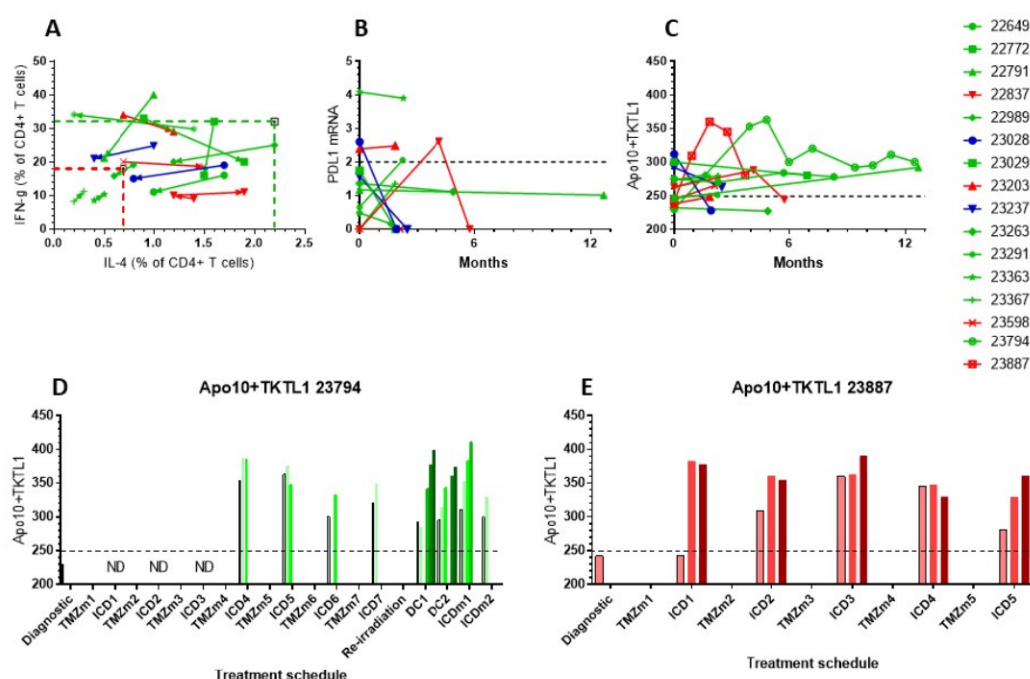 A
B
C
50
40
30
20
10
0
IFN-g (% of CD4+ T cells)
0.0 0.5 1.0 1.5 2.0 2.5
IL-4 (% of CD4+ T cells)
5
4
3
2
1
0
PDL1 mRNA
0 6 12
Months
450
400
350
300
250
200
Apo10+TKTL1
0 6 12
Months
22649
22772
22791
22837
22989
23028
23029
23203
23237
23263
23291
23363
23367
23598
23794
23887
D
Apo10+TKTL1 23794
450
400
350
300
250
200
Apo10+TKTL1
ND ND ND
Diagnostic
TMZm1
ICD1
TMZm2
ICD2
TMZm3
ICD3
TMZm4
ICD4
TMZm5
ICD5
TMZm6
ICD6
TMZm7
ICD7
Re-irradiation
DC1
DC2
ICDm1
ICDm2
Treatment schedule
E
Apo10+TKTL1 23887
450
400
350
300
250
200
Apo10+TKTL1
Diagnostic
TMZm1
ICD1
TMZm2
ICD2
TMZm3
ICD3
TMZm4
ICD4
TMZm5
ICD5
Treatment schedule